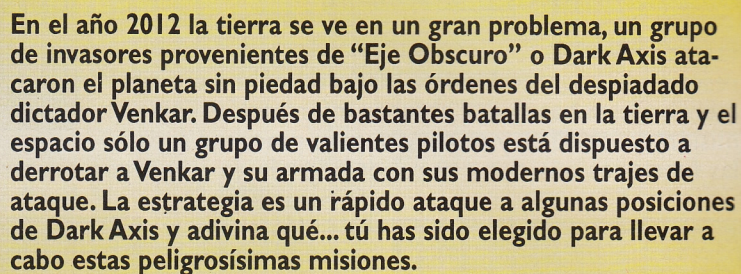 En el año 2012 la tierra se ve en un gran problema, un grupo
de invasores provenientes de “Eje Obscuro” o Dark Axis ata-
caron el planeta sin piedad bajo las órdenes del despiadado
dictador Venkar. Después de bastantes batallas en la tierra y el
espacio sólo un grupo de valientes pilotos está dispuesto a
derrotar a Venkar y su armada con sus modernos trajes de
ataque. La estrategia es un rápido ataque a algunas posiciones
de Dark Axis y adivina qué... tú has sido elegido para llevar a
cabo estas peligrosísimas misiones.